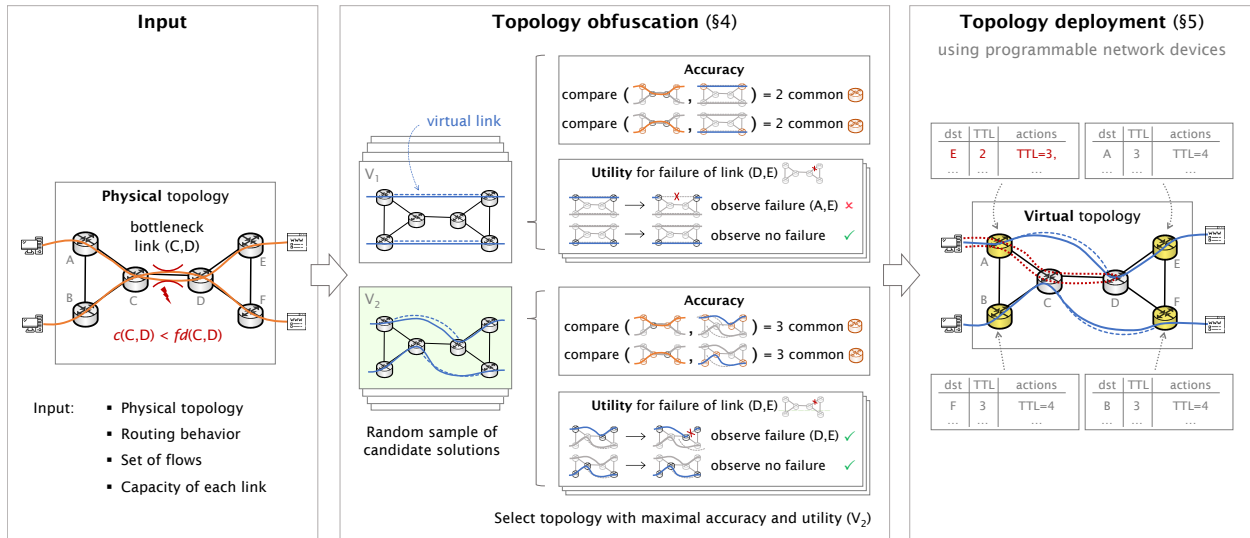 Input
Physical topology
bottleneck
link (C,D)
A
B
C
D
E
F
c(C,D) < fd(C,D)
Input:
▪ Physical topology
▪ Routing behavior
▪ Set of flows
▪ Capacity of each link
Topology obfuscation (§4)
virtual link
V1
V2
Random sample of
candidate solutions
Accuracy
compare ( , ) = 2 common
compare ( , ) = 2 common
Utility for failure of link (D,E)
observe failure (A,E) ✗
observe no failure ✓
Accuracy
compare ( , ) = 3 common
compare ( , ) = 3 common
Utility for failure of link (D,E)
observe failure (D,E) ✓
observe no failure ✓
Select topology with maximal accuracy and utility (V2)
Topology deployment (§5)
using programmable network devices
dst TTL actions
E 2 TTL=3,
... ... ...
dst TTL actions
A 3 TTL=4
... ... ...
Virtual topology
A
B
C
D
E
F
dst TTL actions
F 3 TTL=4
... ... ...
dst TTL actions
B 3 TTL=4
... ... ...